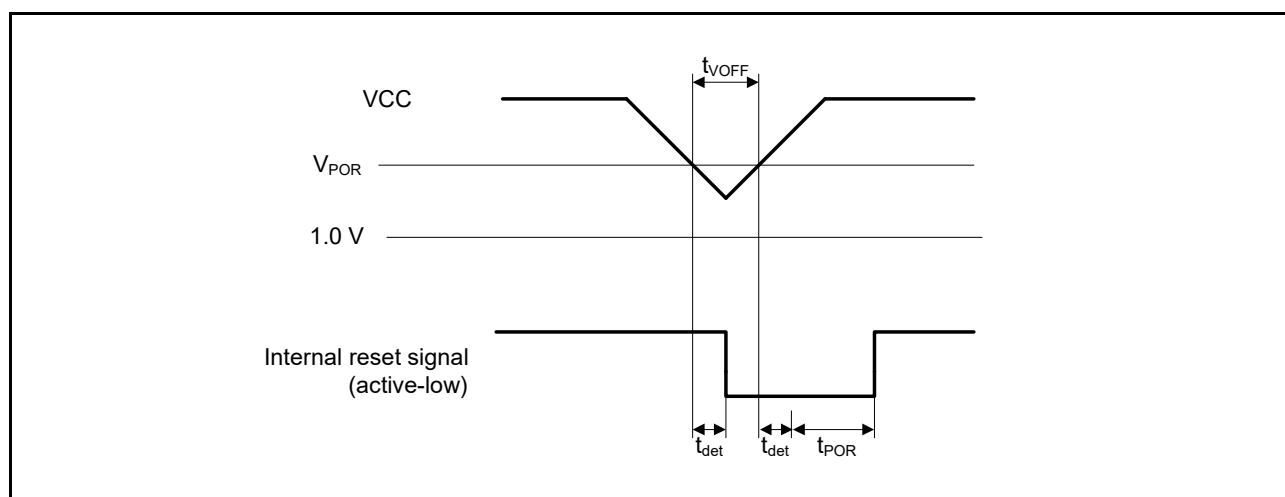 tVOFF
VCC
VPOR
1.0 V
Internal reset signal
(active-low)
tdet
tdet
tPOR